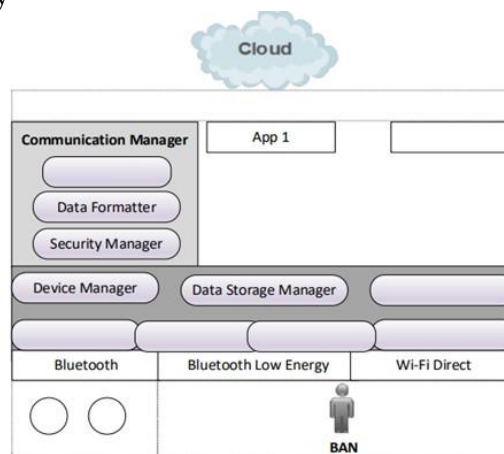 y
Cloud
Communication Manager
App 1
Data Formatter
Security Manager
Device Manager
Data Storage Manager
Bluetooth
Bluetooth Low Energy
Wi-Fi Direct
BAN